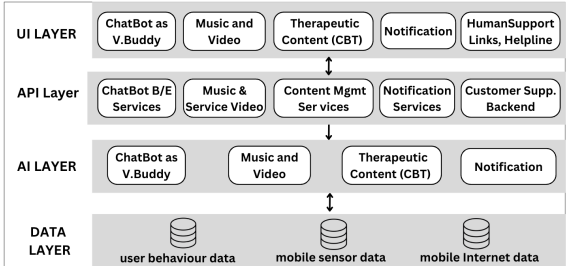 UI LAYER
ChatBot as
V.Buddy
Music and
Video
Therapeutic
Content (CBT)
Notification
HumanSupport
Links, Helpline
API Layer
ChatBot B/E
Services
Music &
Service Video
Content Mgmt
Ser vices
Notification
Services
Customer Supp.
Backend
AI LAYER
ChatBot as
V.Buddy
Music and
Video
Therapeutic
Content (CBT)
Notification
DATA
LAYER
user behaviour data
mobile sensor data
mobile Internet data